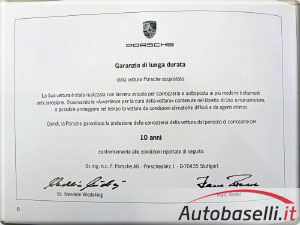 PORSCHE
Garanzia di lunga durata
della vettura Porsche acquistata
La Sua vettura è stata realizzata con lamiera zincata per carrozzeria e sottoposta ai più moderni trattamenti
anticorrosione. Osservando le «Avvertenze per la cura della vettura» contenute nel libretto di Uso e manutenzione,
è possibile proteggere nel tempo la vettura da condizioni climatiche difficili e da agenti chimici.
Quindi, la Porsche garantisce la protezione della carrozzeria della vettura dal pericolo di corrosione per
10 anni
conformemente alle condizioni riportate di seguito.
Dr. Ing. h.c. F. Porsche AG - Porscheplatz 1 - D-70435 Stuttgart
Dr. Wendelin Wiedeking
6
Autobaselli.it